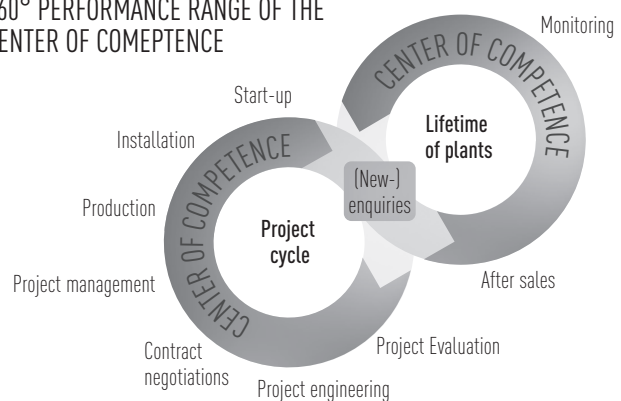 60° PERFORMANCE RANGE OF THE
ENTER OF COMEPTENCE
Monitoring
CENTER OF COMPETENCE
Start-up
Lifetime
of plants
Installation
CENTER OF COMPETENCE
(New-)
enquiries
Production
Project
cycle
Project management
After sales
Contract
negotiations
Project Evaluation
Project engineering